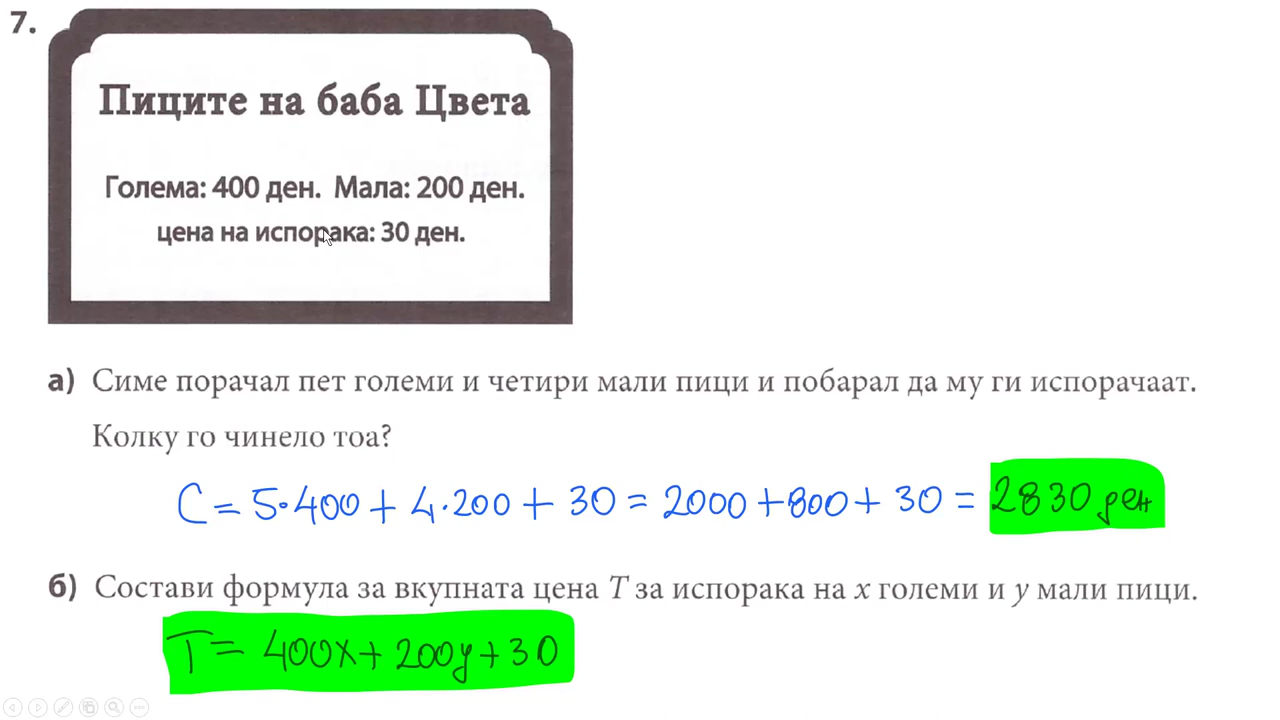 7.
Пиците на баба Цвета
Голема: 400 ден. Мала: 200 ден.
цена на испорака: 30 ден.
а) Симе порачал пет големи и четири мали пици и побарал да му ги испорачаат.
Колку го чинело тоа?
C = 5·400 + 4·200 + 30 = 2000 + 800 + 30 = 2830 ден
б) Состави формула за вкупната цена T за испорака на x големи и y мали пици.
T = 400x + 200y + 30